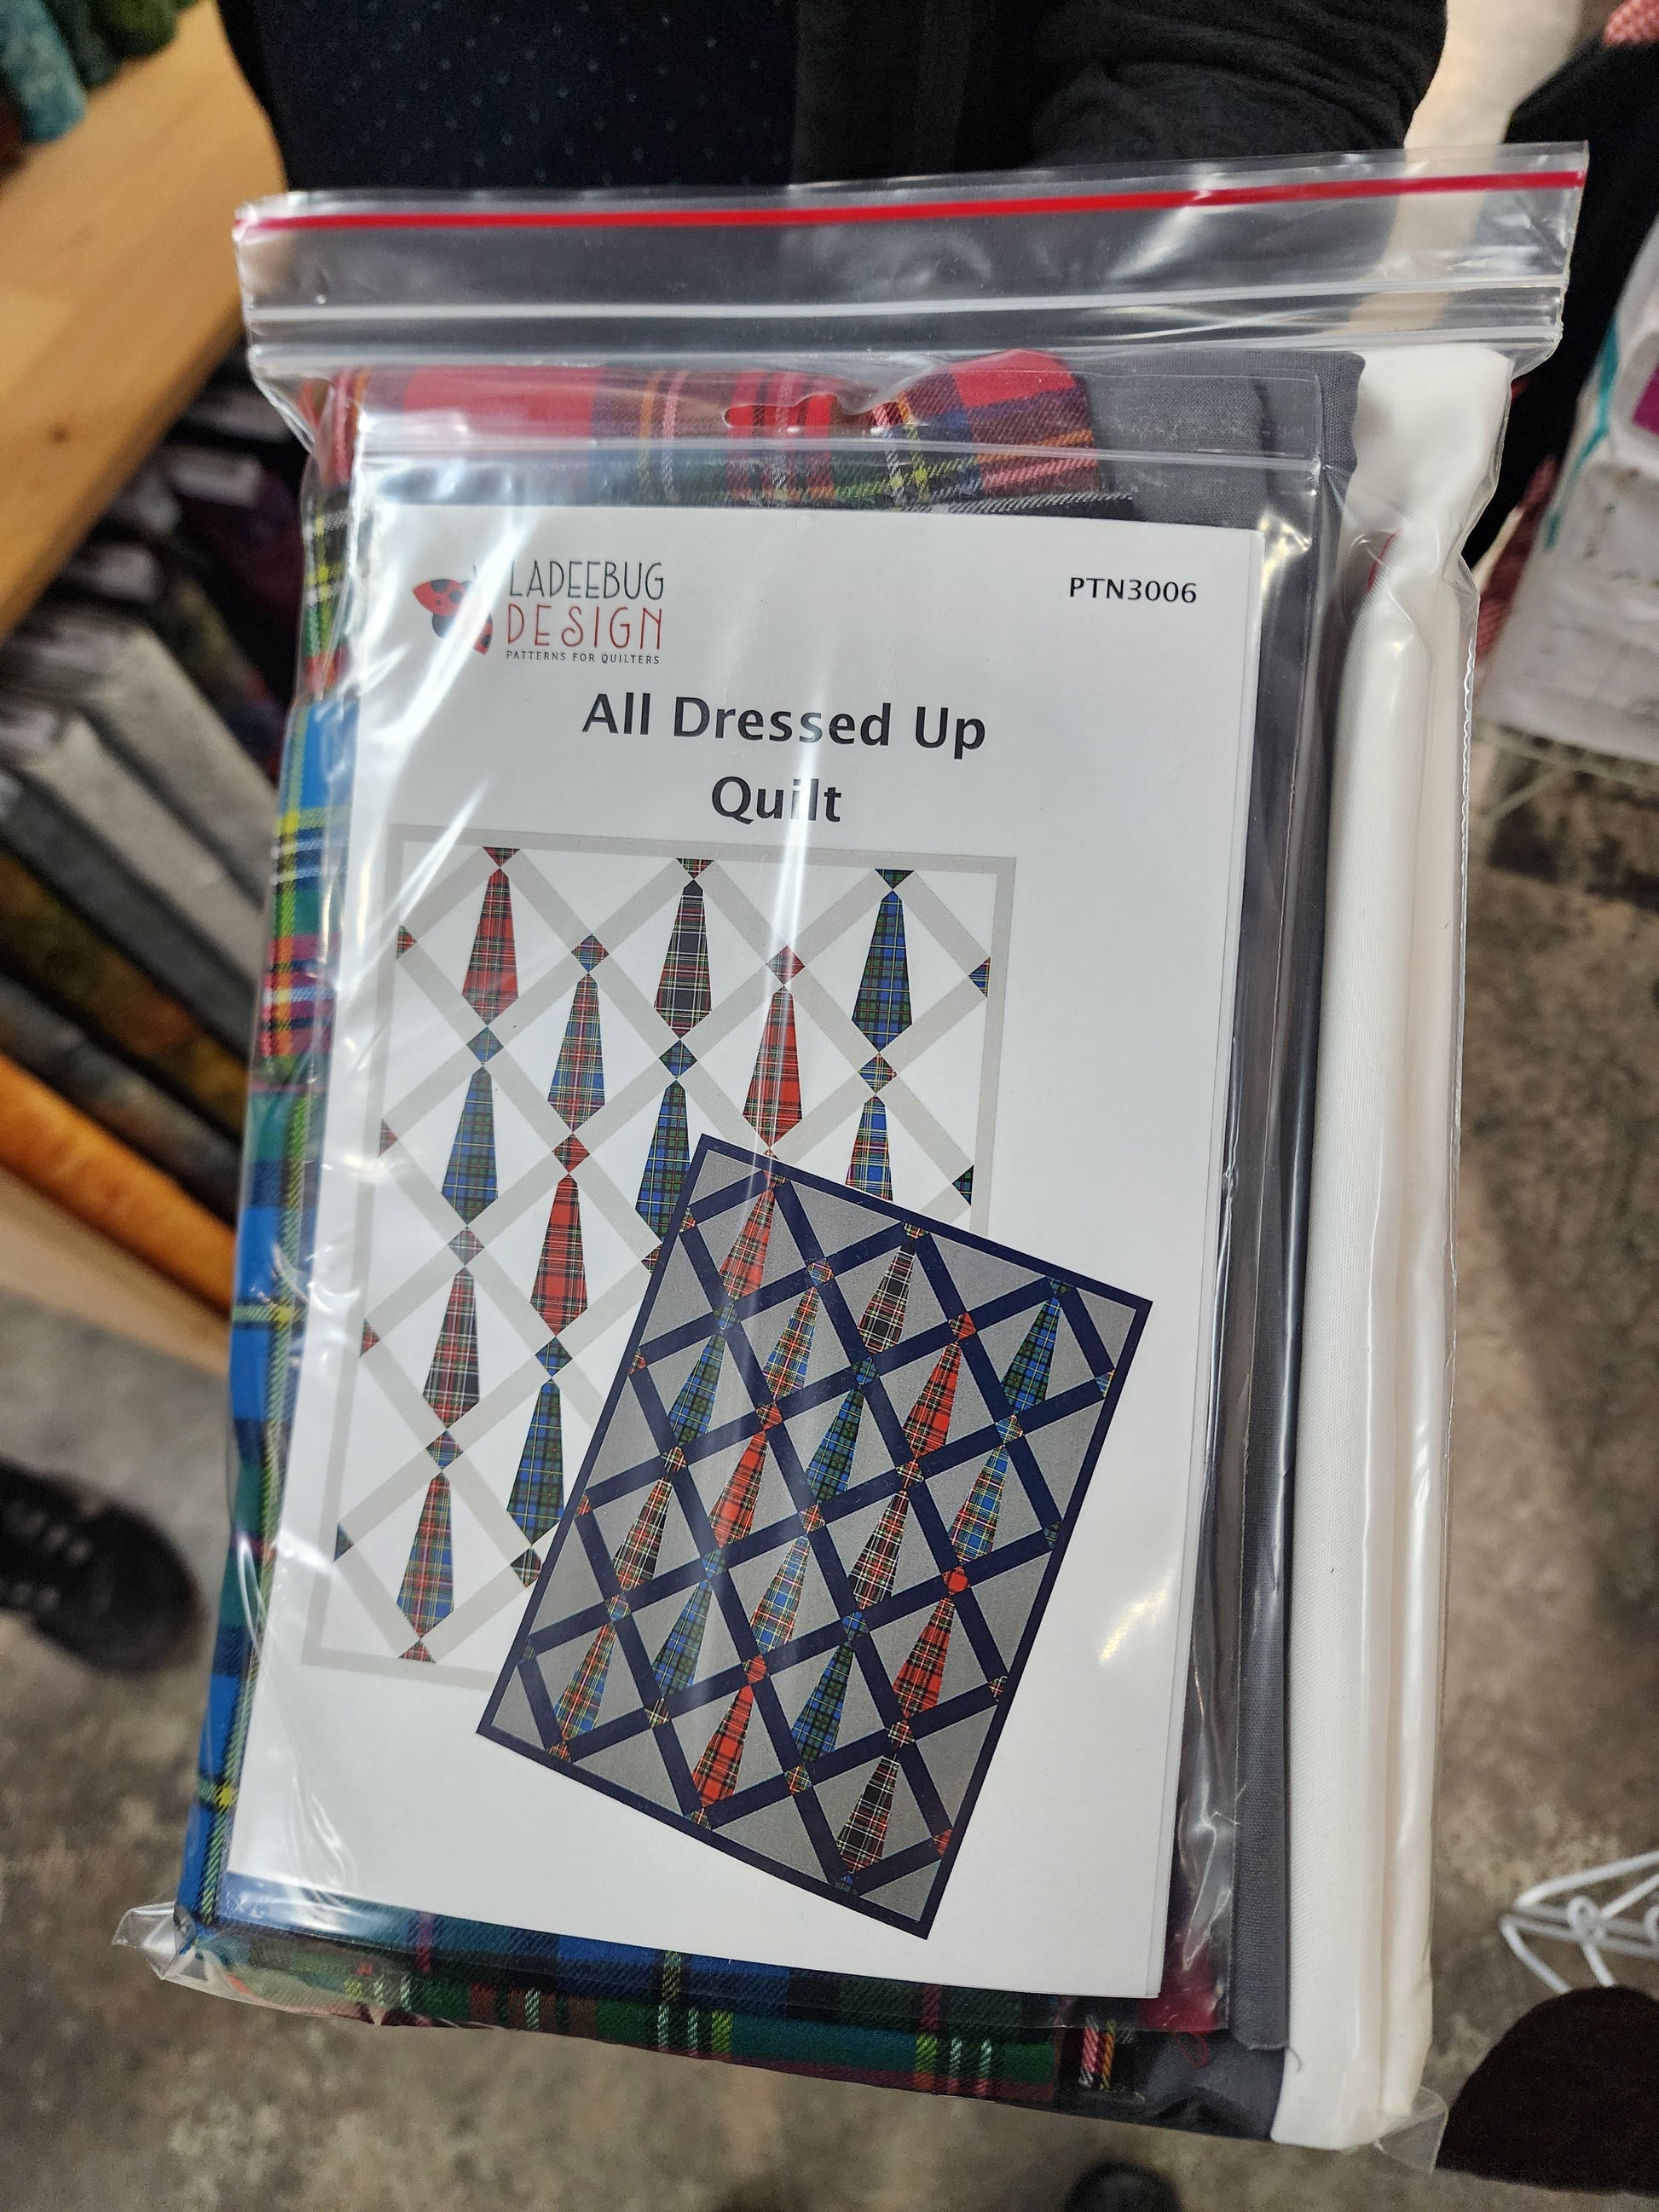 LADEEBUG
DESIGN
PATTERNS FOR QUILTERS
PTN3006
All Dressed Up
Quilt